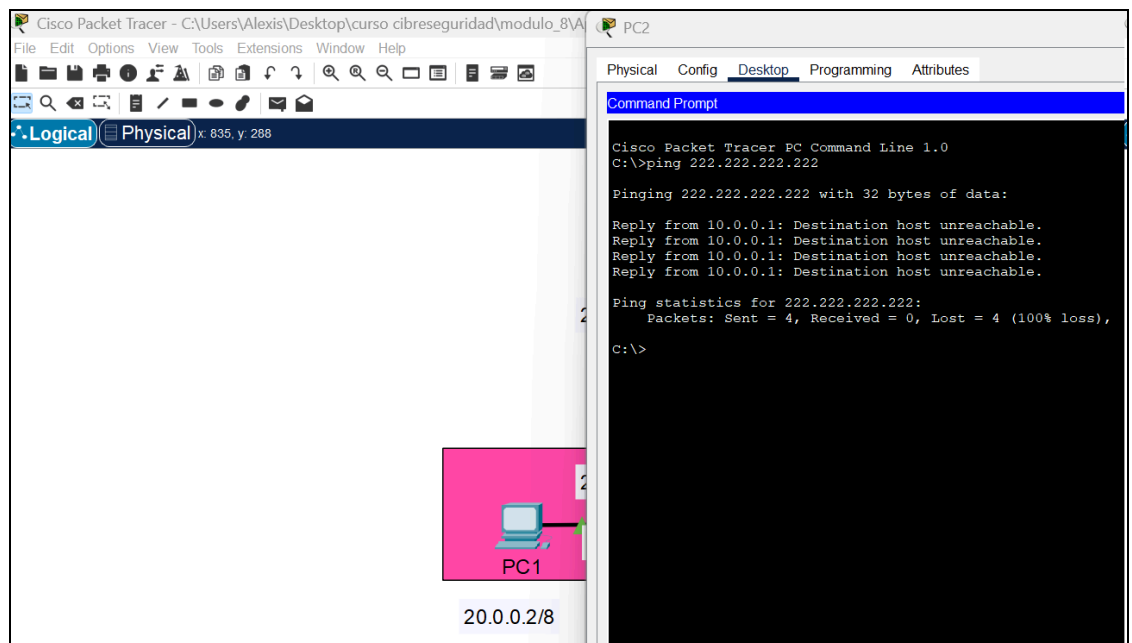 Cisco Packet Tracer - C:\Users\Alexis\Desktop\curso cibreseguridad\modulo_8\A
File Edit Options View Tools Extensions Window Help
Logical Physical x: 835, y: 288
20.0.0.2/8
PC1
PC2
Physical Config Desktop Programming Attributes
Command Prompt
Cisco Packet Tracer PC Command Line 1.0
C:\>ping 222.222.222.222
Pinging 222.222.222.222 with 32 bytes of data:
Reply from 10.0.0.1: Destination host unreachable.
Reply from 10.0.0.1: Destination host unreachable.
Reply from 10.0.0.1: Destination host unreachable.
Reply from 10.0.0.1: Destination host unreachable.
Ping statistics for 222.222.222.222:
Packets: Sent = 4, Received = 0, Lost = 4 (100% loss),
C:\>